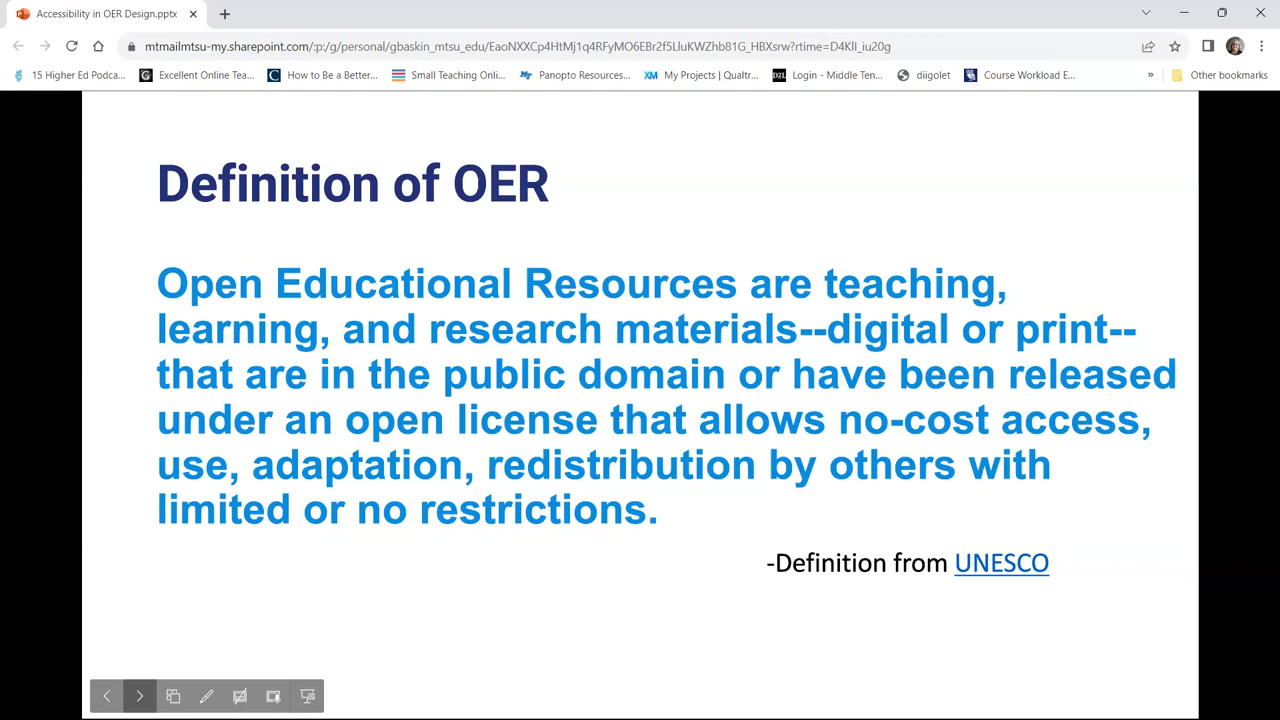 Accessibility in OER Design.pptx
mtmailmtsu-my.sharepoint.com/:p:/g/personal/gbaskin_mtsu_edu/EaoNXXCp4HtMj1q4RFyMO6EBr2f5LluKWZhb81G_HBXsrw?rtime=D4KlI_iu20g
15 Higher Ed Podca... Excellent Online Tea... How to Be a Better... Small Teaching Onli... Panopto Resources... XM My Projects | Qualtr... D2L Login - Middle Ten... diigolet Course Workload E... » Other bookmarks
Definition of OER
Open Educational Resources are teaching,
learning, and research materials--digital or print--
that are in the public domain or have been released
under an open license that allows no-cost access,
use, adaptation, redistribution by others with
limited or no restrictions.
-Definition from UNESCO